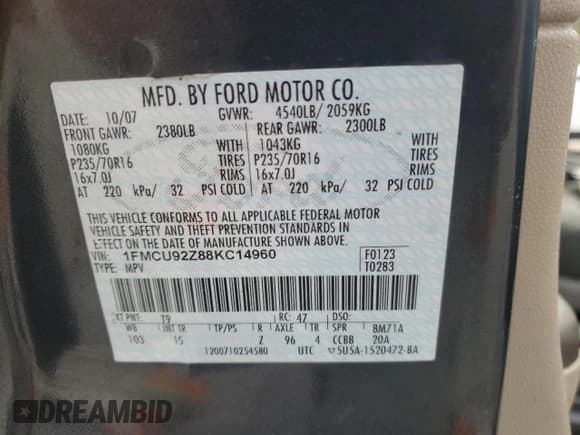 MFD. BY FORD MOTOR CO.
DATE: 10/07 GVWR: 4540LB/ 2059KG
FRONT GAWR: 2380LB REAR GAWR: 2300LB
1080KG WITH 1043KG WITH
P235/70R16 TIRES P235/70R16 TIRES
16x7.0J RIMS 16x7.0J RIMS
AT 220 kPa/ 32 PSI COLD AT 220 kPa/ 32 PSI COLD
THIS VEHICLE CONFORMS TO ALL APPLICABLE FEDERAL MOTOR
VEHICLE SAFETY AND THEFT PREVENTION STANDARDS IN
EFFECT ON THE DATE OF MANUFACTURE SHOWN ABOVE.
VIN: 1FMCU92Z88KC14960 F0123
TYPE: MPV T0283
EXT PNT: T9 RC: 47 DSO:
WB INT TR TP/PS R AXLE TR SPR BM71A
103 15 Z 96 4 CCBB 20A
1200710254580 UTC 5U5A-1520472-BA
DREAMBID